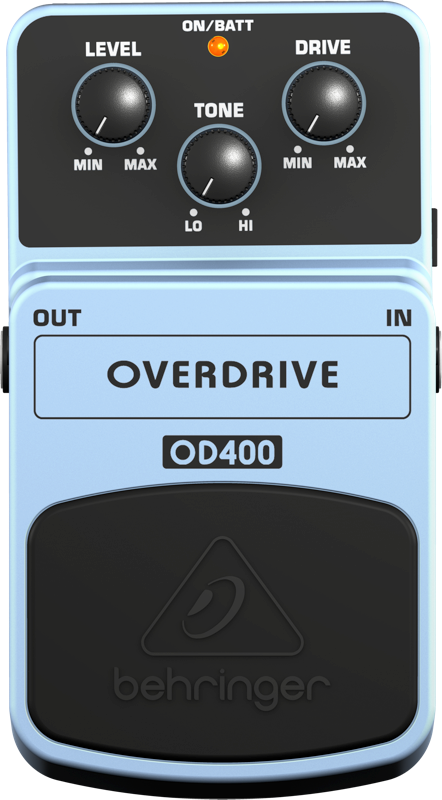 ON/BATT
LEVEL
DRIVE
TONE
MIN MAX
MIN MAX
LO HI
OUT
IN
OVERDRIVE
OD400
behringer